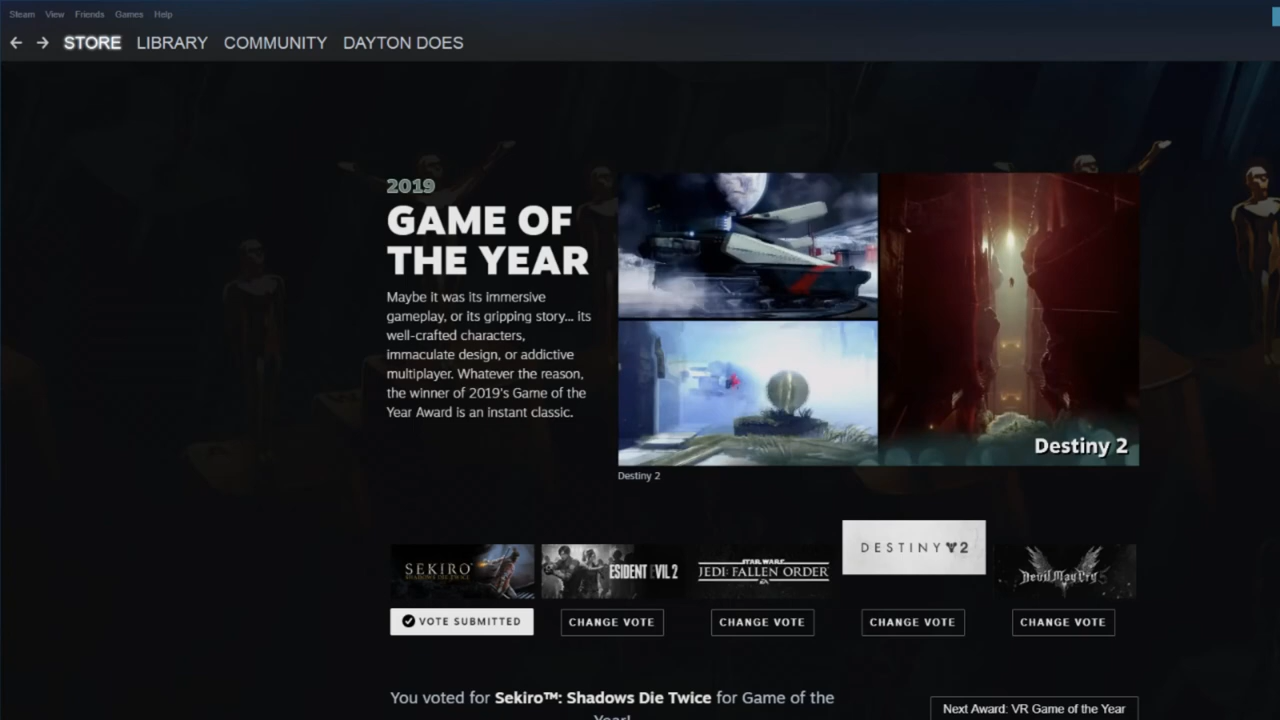 Steam View Friends Games Help
STORE LIBRARY COMMUNITY DAYTON DOES
2019
GAME OF
THE YEAR
Maybe it was its immersive
gameplay, or its gripping story... its
well-crafted characters,
immaculate design, or addictive
multiplayer. Whatever the reason,
the winner of 2019's Game of the
Year Award is an instant classic.
Destiny 2
Destiny 2
SEKIRO
SHADOWS DIE TWICE
ESIDENT EVIL 2
STAR WARS
JEDI: FALLEN ORDER
EA
DESTINY 2
Devil May Cry 5
VOTE SUBMITTED
CHANGE VOTE
CHANGE VOTE
CHANGE VOTE
CHANGE VOTE
You voted for Sekiro™: Shadows Die Twice for Game of the
Year!
Next Award: VR Game of the Year